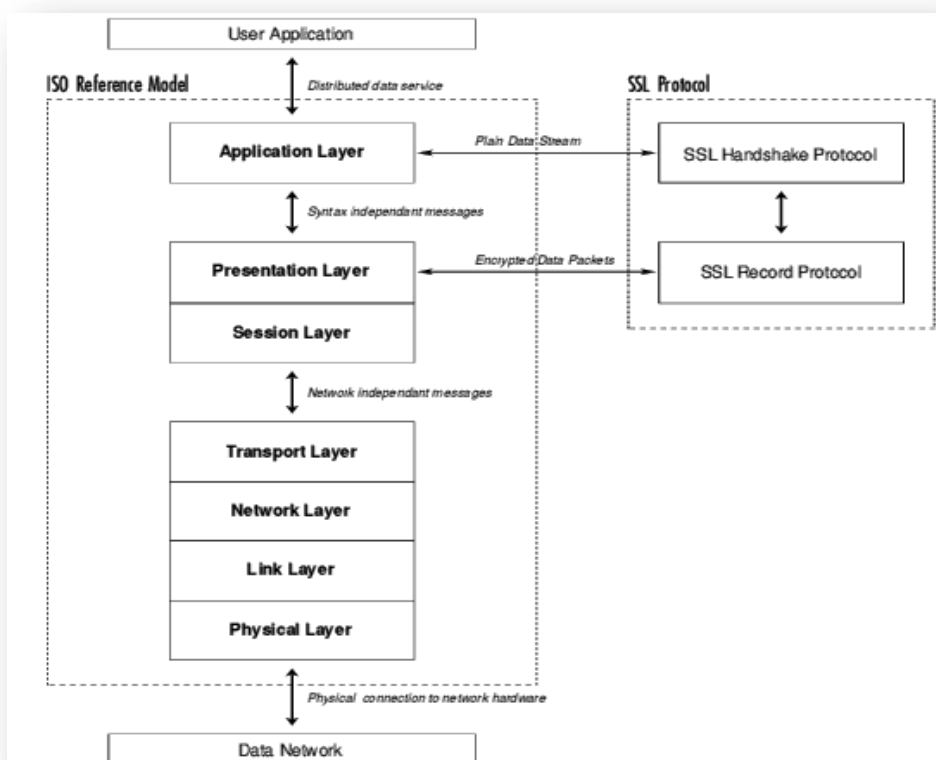 User Application
ISO Reference Model
Distributed data service
SSL Protocol
Application Layer
Plain Data Stream
SSL Handshake Protocol
Syntax independant messages
Presentation Layer
Encrypted Data Packets
SSL Record Protocol
Session Layer
Network independant messages
Transport Layer
Network Layer
Link Layer
Physical Layer
Physical connection to network hardware
Data Network